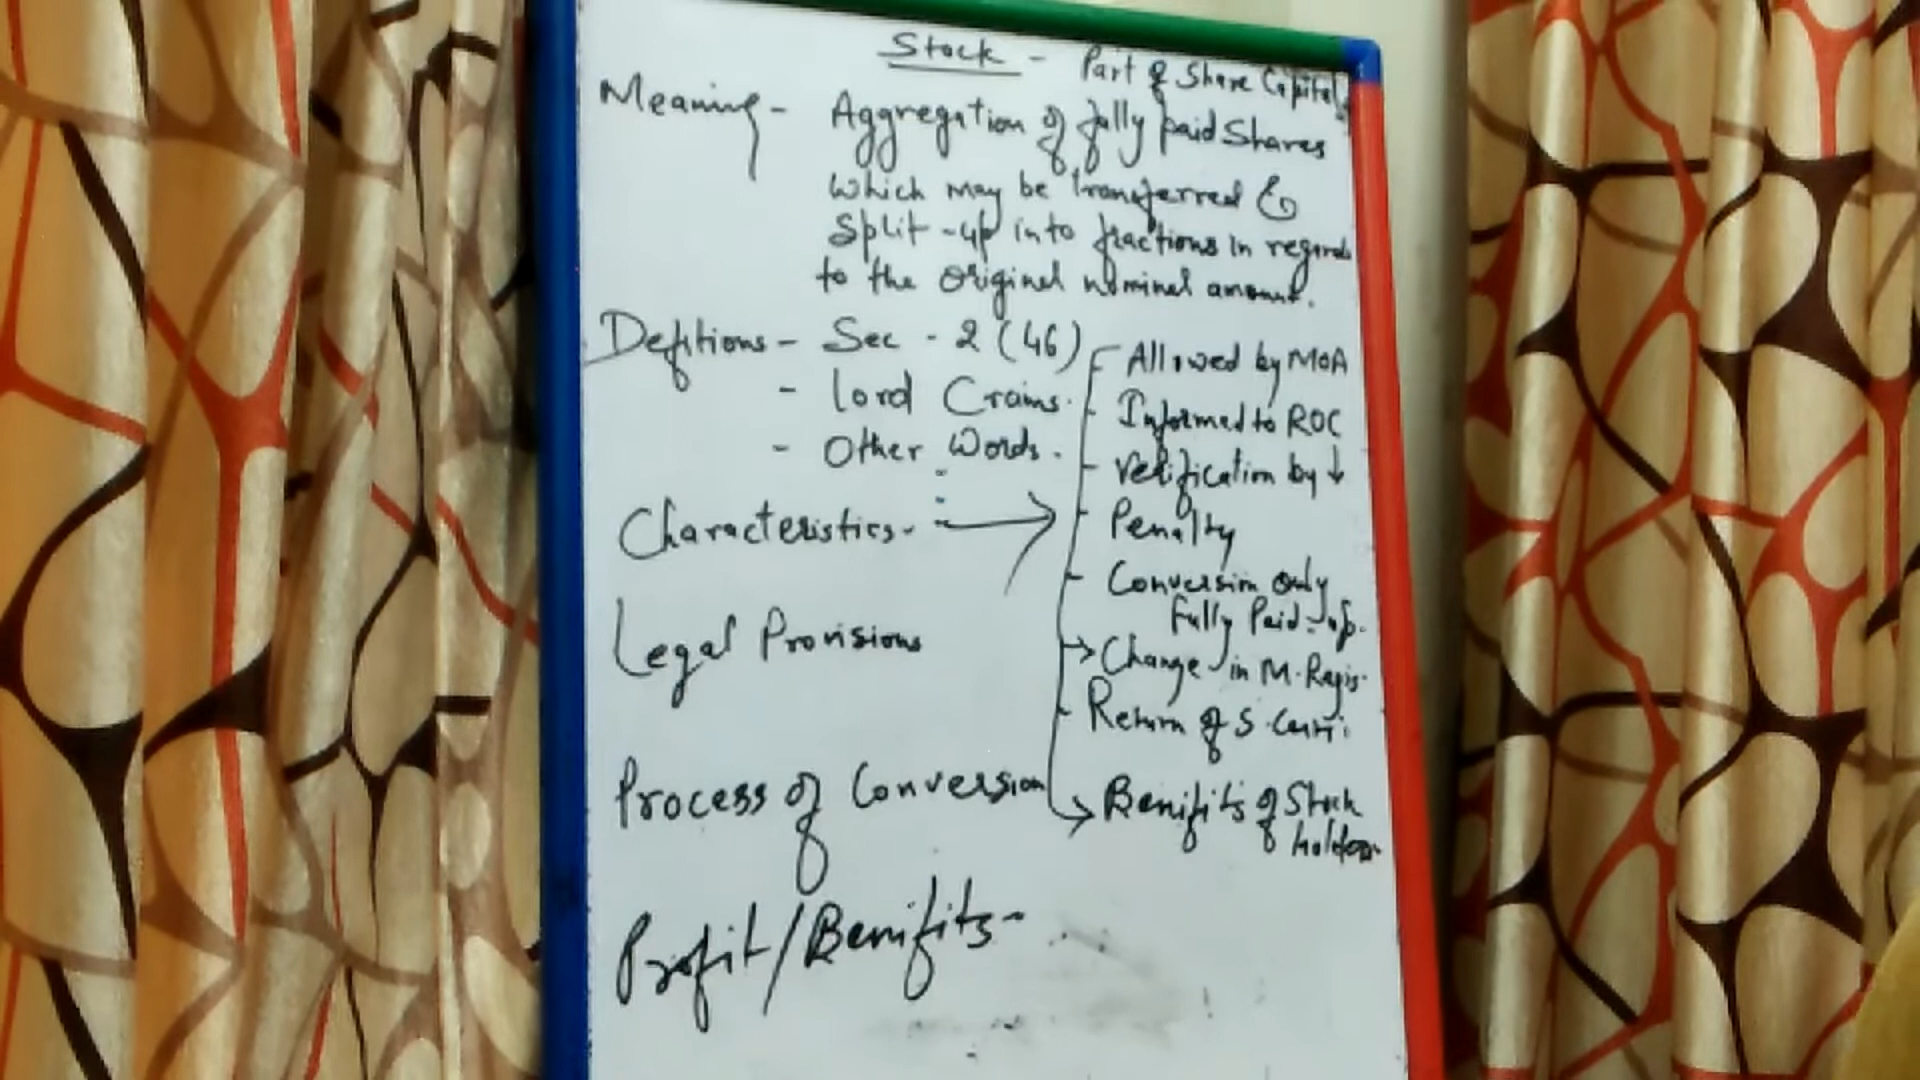 Stock - Part of Share Capital.
Meaning - Aggregation of fully paid Shares
which may be transferred &
Split-up into fractions in regards
to the original nominal amount.
Defitions - Sec - 2 (46)
- Lord Crains.
- Other Words.
Characteristics -
Legal Provisions
Process of Conversion
Profit/Benifits -
Allowed by MOA
- Informed to ROC
- Verification by ↓
- Penalty
- Conversion only
Fully Paid-up.
→ Change in M. Regis.
- Return of S. Certi.
→ Benifits of Stock
holders